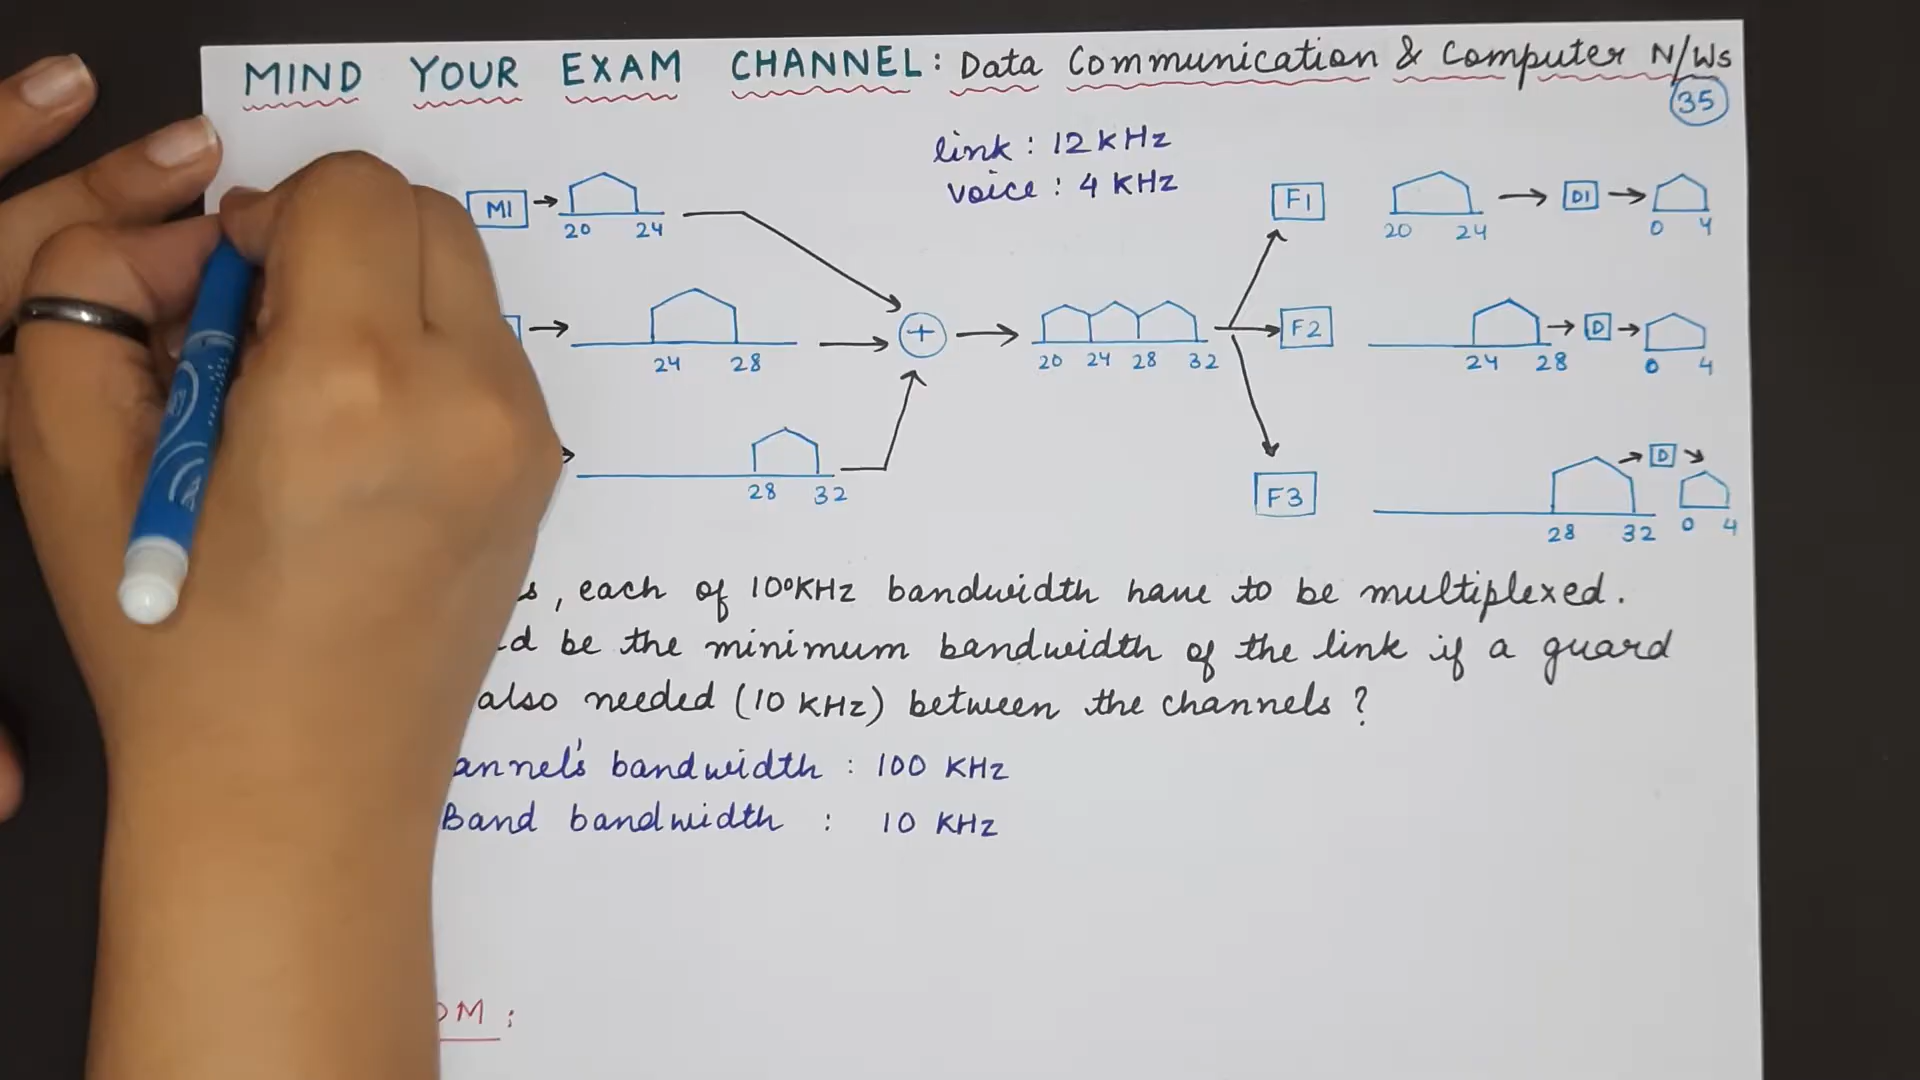 MIND YOUR EXAM CHANNEL: Data Communication & Computer N/Ws
35
link : 12 KHz
voice : 4 KHz
M1
20 24
F1
20 24
D1
0 4
24 28
+
20 24 28 32
F2
24 28
D
0 4
28 32
F3
28 32
D
0 4
, each of 100KHz bandwidth have to be multiplexed.
be the minimum bandwidth of the link if a guard
also needed (10 KHz) between the channels ?
bandwidth : 100 KHz
Band bandwidth : 10 KHz